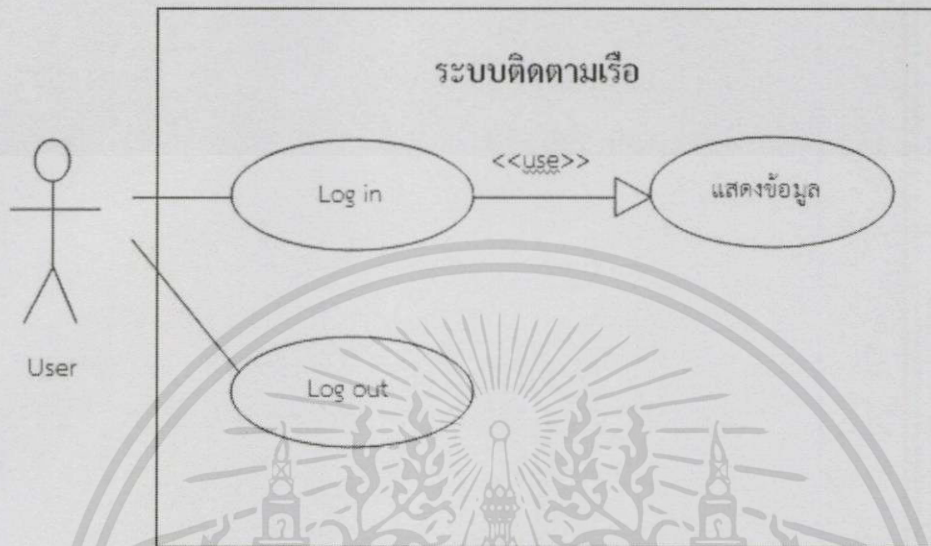 ระบบติดตามเรือ
<<use>>
Log in
แสดงข้อมูล
User
Log out